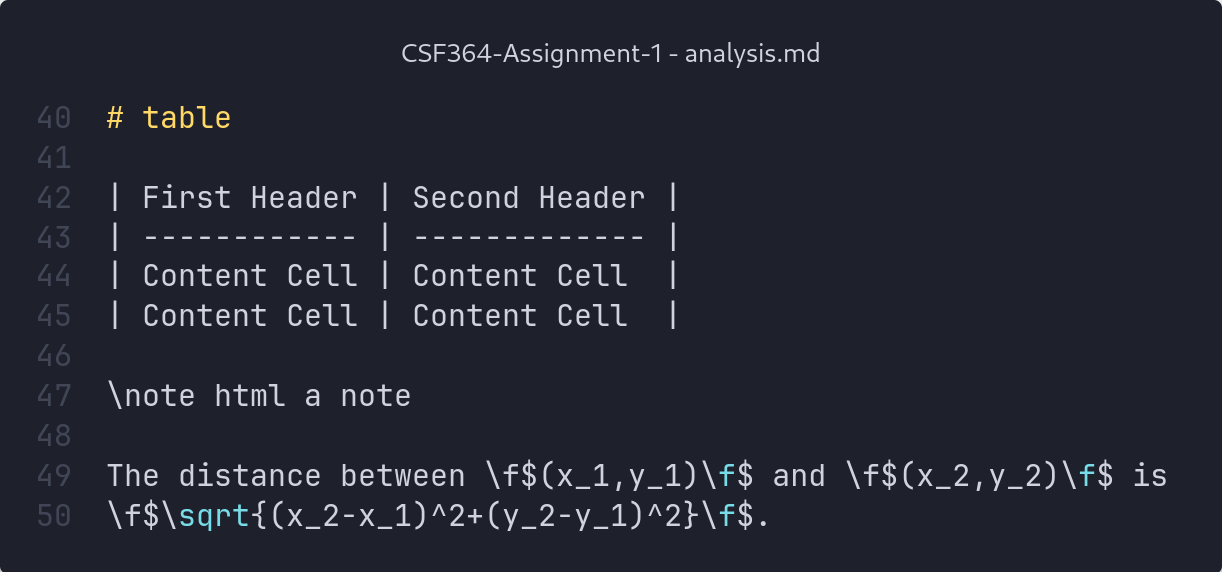 CSF364-Assignment-1 - analysis.md
40 # table
41
42 | First Header | Second Header |
43 | ------------ | ------------- |
44 | Content Cell | Content Cell  |
45 | Content Cell | Content Cell  |
46
47 \note html a note
48
49 The distance between \f$(x_1,y_1)\f$ and \f$(x_2,y_2)\f$ is
50 \f$\sqrt{(x_2-x_1)^2+(y_2-y_1)^2}\f$.